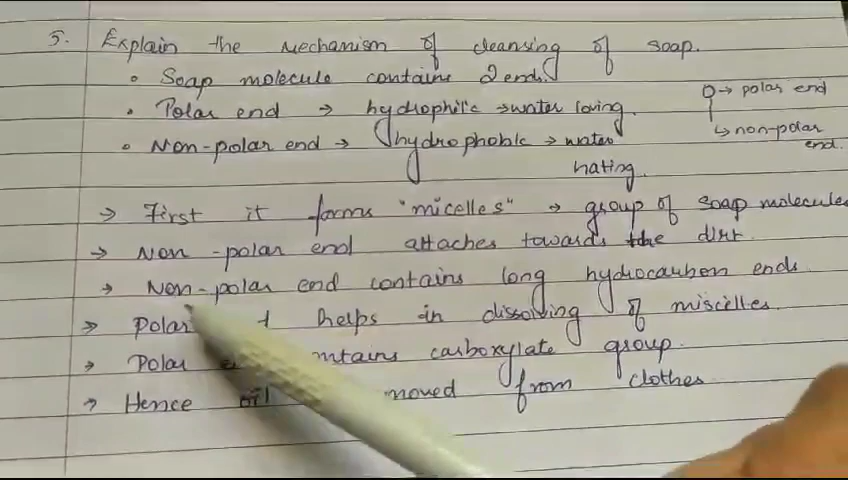 5. Explain the mechanism of cleansing of soap.
• Soap molecule contains 2 ends.
• Polar end → hydrophilic → water loving.
• Non-polar end → hydrophobic → water
hating.
→ polar end
↳ non-polar
end.
→ First it forms "micelles" → group of soap molecules
→ Non-polar end attaches towards the dirt.
→ Non-polar end contains long hydrocarbon ends
→ Polar helps in dissolving of miscelles.
→ Polar carboxylate group.
→ Hence oil from clothes